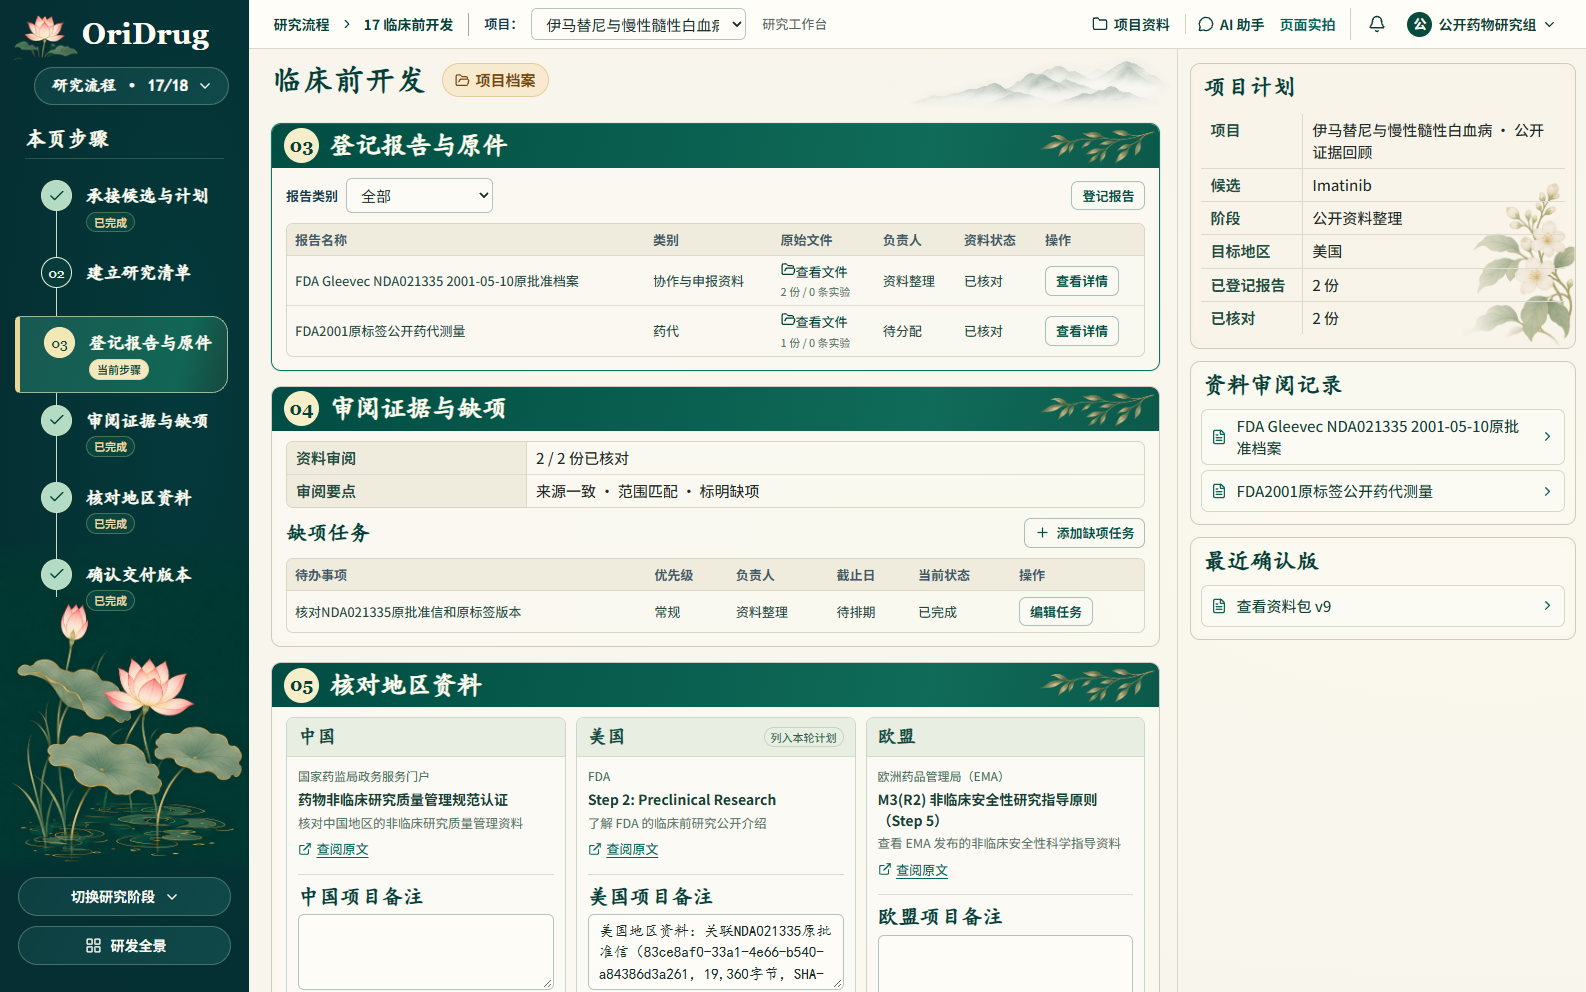 OriDrug
研究流程 • 17/18
本页步骤
承接候选与计划
已完成
02 建立研究清单
03 登记报告与原件
当前步骤
审阅证据与缺项
已完成
核对地区资料
已完成
确认交付版本
已完成
切换研究阶段
研发全景
研究流程 > 17 临床前开发 项目： 伊马替尼与慢性髓性白血病 研究工作台
项目资料 AI 助手 页面实拍 公 公开药物研究组
临床前开发 项目档案
03 登记报告与原件
报告类别 全部 登记报告
报告名称 类别 原始文件 负责人 资料状态 操作
FDA Gleevec NDA021335 2001-05-10原批准档案 协作与申报资料 查看文件 资料整理 已核对 查看详情
2 份 / 0 条实验
FDA2001原标签公开药代测量 药代 查看文件 待分配 已核对 查看详情
1 份 / 0 条实验
04 审阅证据与缺项
资料审阅 2 / 2 份已核对
审阅要点 来源一致 • 范围匹配 • 标明缺项
缺项任务 + 添加缺项任务
待办事项 优先级 负责人 截止日 当前状态 操作
核对NDA021335原批准信和原标签版本 常规 资料整理 待排期 已完成 编辑任务
05 核对地区资料
中国
国家药监局政务服务门户
药物非临床研究质量管理规范认证
核对中国地区的非临床研究质量管理资料
查阅原文
中国项目备注
美国 列入本轮计划
FDA
Step 2: Preclinical Research
了解 FDA 的临床前研究公开介绍
查阅原文
美国项目备注
美国地区资料：关联NDA021335原批
准信（83ce8af0-33a1-4e66-b540-
a84386d3a261, 19,360字节, SHA-
欧盟
欧洲药品管理局（EMA）
M3(R2) 非临床安全性研究指导原则
（Step 5）
查看 EMA 发布的非临床安全性科学指导资料
查阅原文
欧盟项目备注
项目计划
项目 伊马替尼与慢性髓性白血病 • 公开
证据回顾
候选 Imatinib
阶段 公开资料整理
目标地区 美国
已登记报告 2 份
已核对 2 份
资料审阅记录
FDA Gleevec NDA021335 2001-05-10原批
准档案
FDA2001原标签公开药代测量
最近确认版
查看资料包 v9